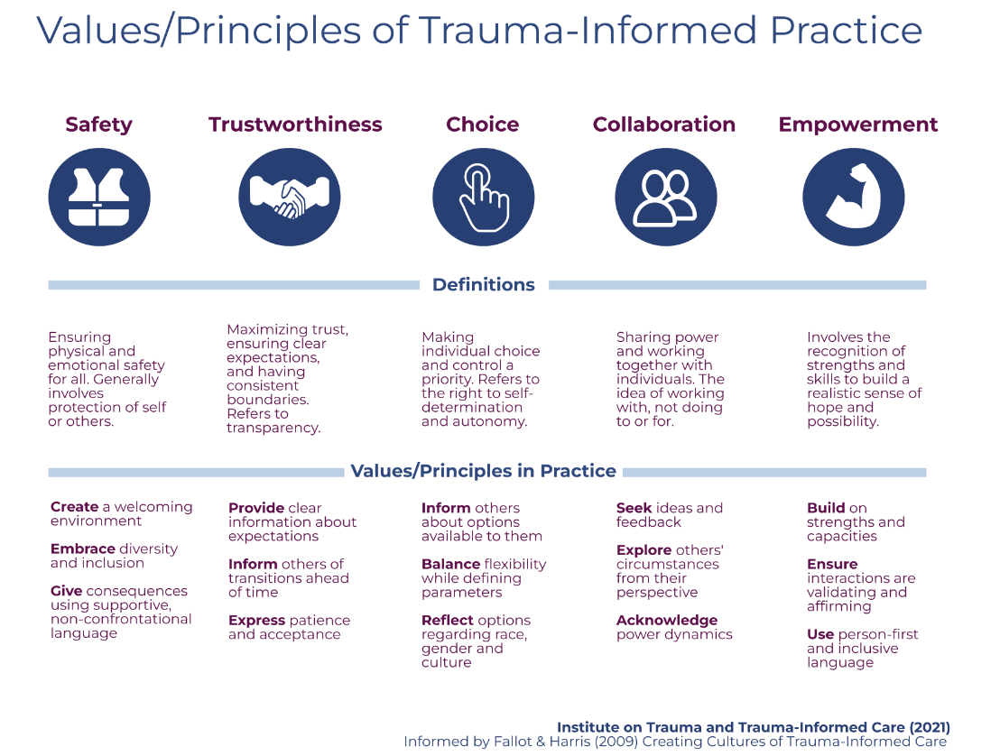 Values/Principles of Trauma-Informed Practice
Safety
Trustworthiness
Choice
Collaboration
Empowerment
Definitions
Ensuring
physical and
emotional safety
for all. Generally
involves
protection of self
or others.
Maximizing trust,
ensuring clear
expectations,
and having
consistent
boundaries.
Refers to
transparency.
Making
individual choice
and control a
priority. Refers to
the right to self-
determination
and autonomy.
Sharing power
and working
together with
individuals. The
idea of working
with, not doing
to or for.
Involves the
recognition of
strengths and
skills to build a
realistic sense of
hope and
possibility.
Values/Principles in Practice
Create a welcoming
environment
Embrace diversity
and inclusion
Give consequences
using supportive,
non-confrontational
language
Provide clear
information about
expectations
Inform others of
transitions ahead
of time
Express patience
and acceptance
Inform others
about options
available to them
Balance flexibility
while defining
parameters
Reflect options
regarding race,
gender and
culture
Seek ideas and
feedback
Explore others'
circumstances
from their
perspective
Acknowledge
power dynamics
Build on
strengths and
capacities
Ensure
interactions are
validating and
affirming
Use person-first
and inclusive
language
Institute on Trauma and Trauma-Informed Care (2021)
Informed by Fallot & Harris (2009) Creating Cultures of Trauma-Informed Care